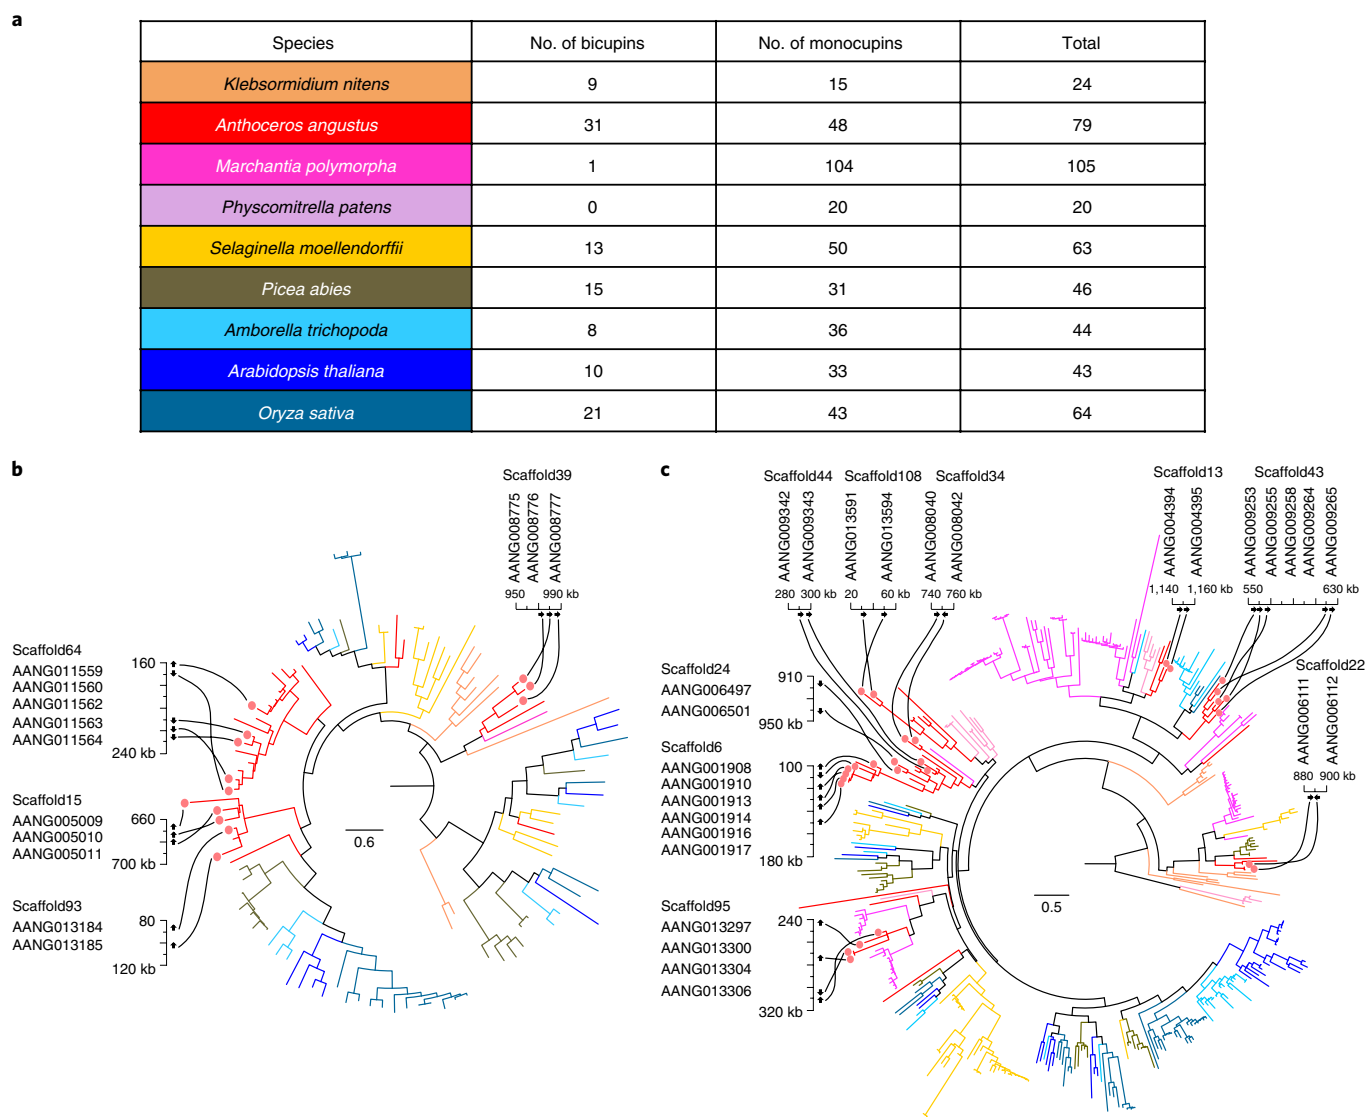 a
Species No. of bicupins No. of monocupins Total
Klebsormidium nitens 9 15 24
Anthoceros angustus 31 48 79
Marchantia polymorpha 1 104 105
Physcomitrella patens 0 20 20
Selaginella moellendorffii 13 50 63
Picea abies 15 31 46
Amborella trichopoda 8 36 44
Arabidopsis thaliana 10 33 43
Oryza sativa 21 43 64
b
Scaffold39
AANG008775
AANG008776
AANG008777
950 990 kb
Scaffold64
160
AANG011559
AANG011560
AANG011562
AANG011563
AANG011564
240 kb
Scaffold15
660
AANG005009
AANG005010
AANG005011
700 kb
Scaffold93
80
AANG013184
AANG013185
120 kb
0.6
c
Scaffold44 Scaffold108 Scaffold34
AANG009342
AANG009343
AANG013591
AANG013594
AANG008040
AANG008042
280 300 kb 20 60 kb 740 760 kb
Scaffold13 Scaffold43
AANG004394
AANG004395
AANG009253
AANG009255
AANG009258
AANG009264
AANG009265
1,140 1,160 kb 550 630 kb
Scaffold22
AANG006111
AANG006112
880 900 kb
Scaffold24
910
AANG006497
AANG006501
950 kb
Scaffold6
100
AANG001908
AANG001910
AANG001913
AANG001914
AANG001916
AANG001917
180 kb
Scaffold95
240
AANG013297
AANG013300
AANG013304
AANG013306
320 kb
0.5